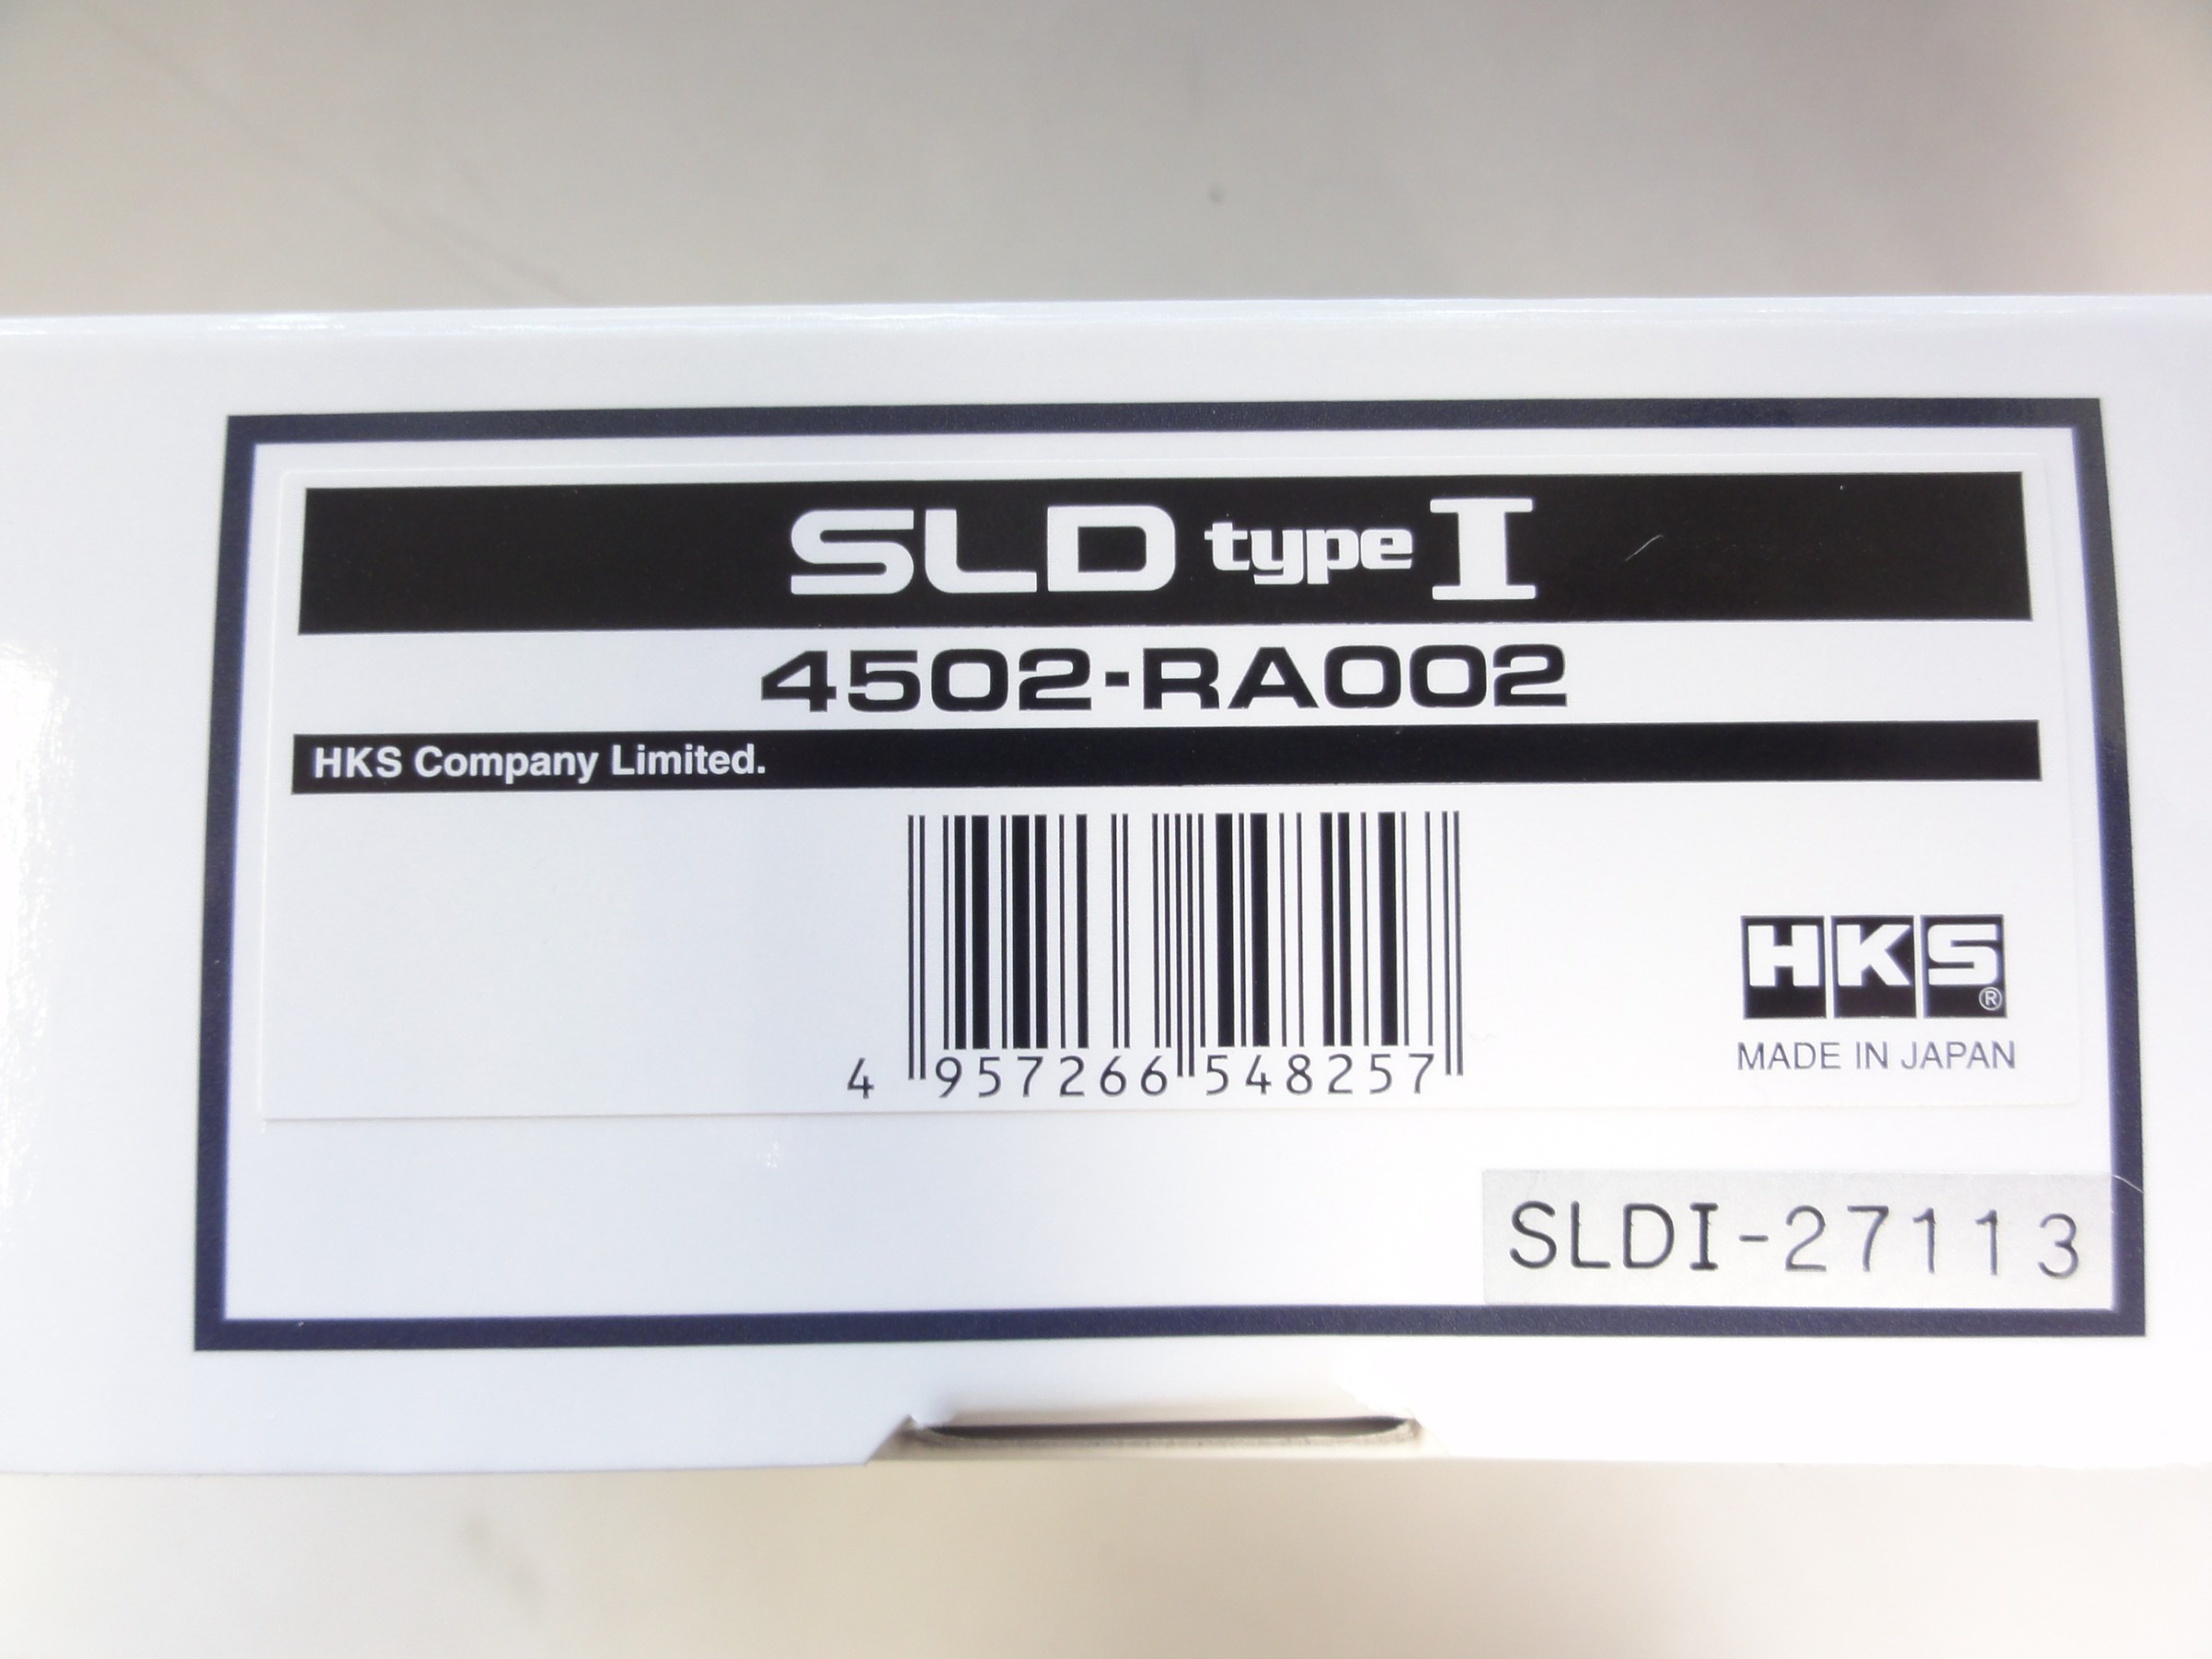 SLD type I
4502-RA002
HKS Company Limited.
4 957266 548257
HKS®
MADE IN JAPAN
SLDI-27113